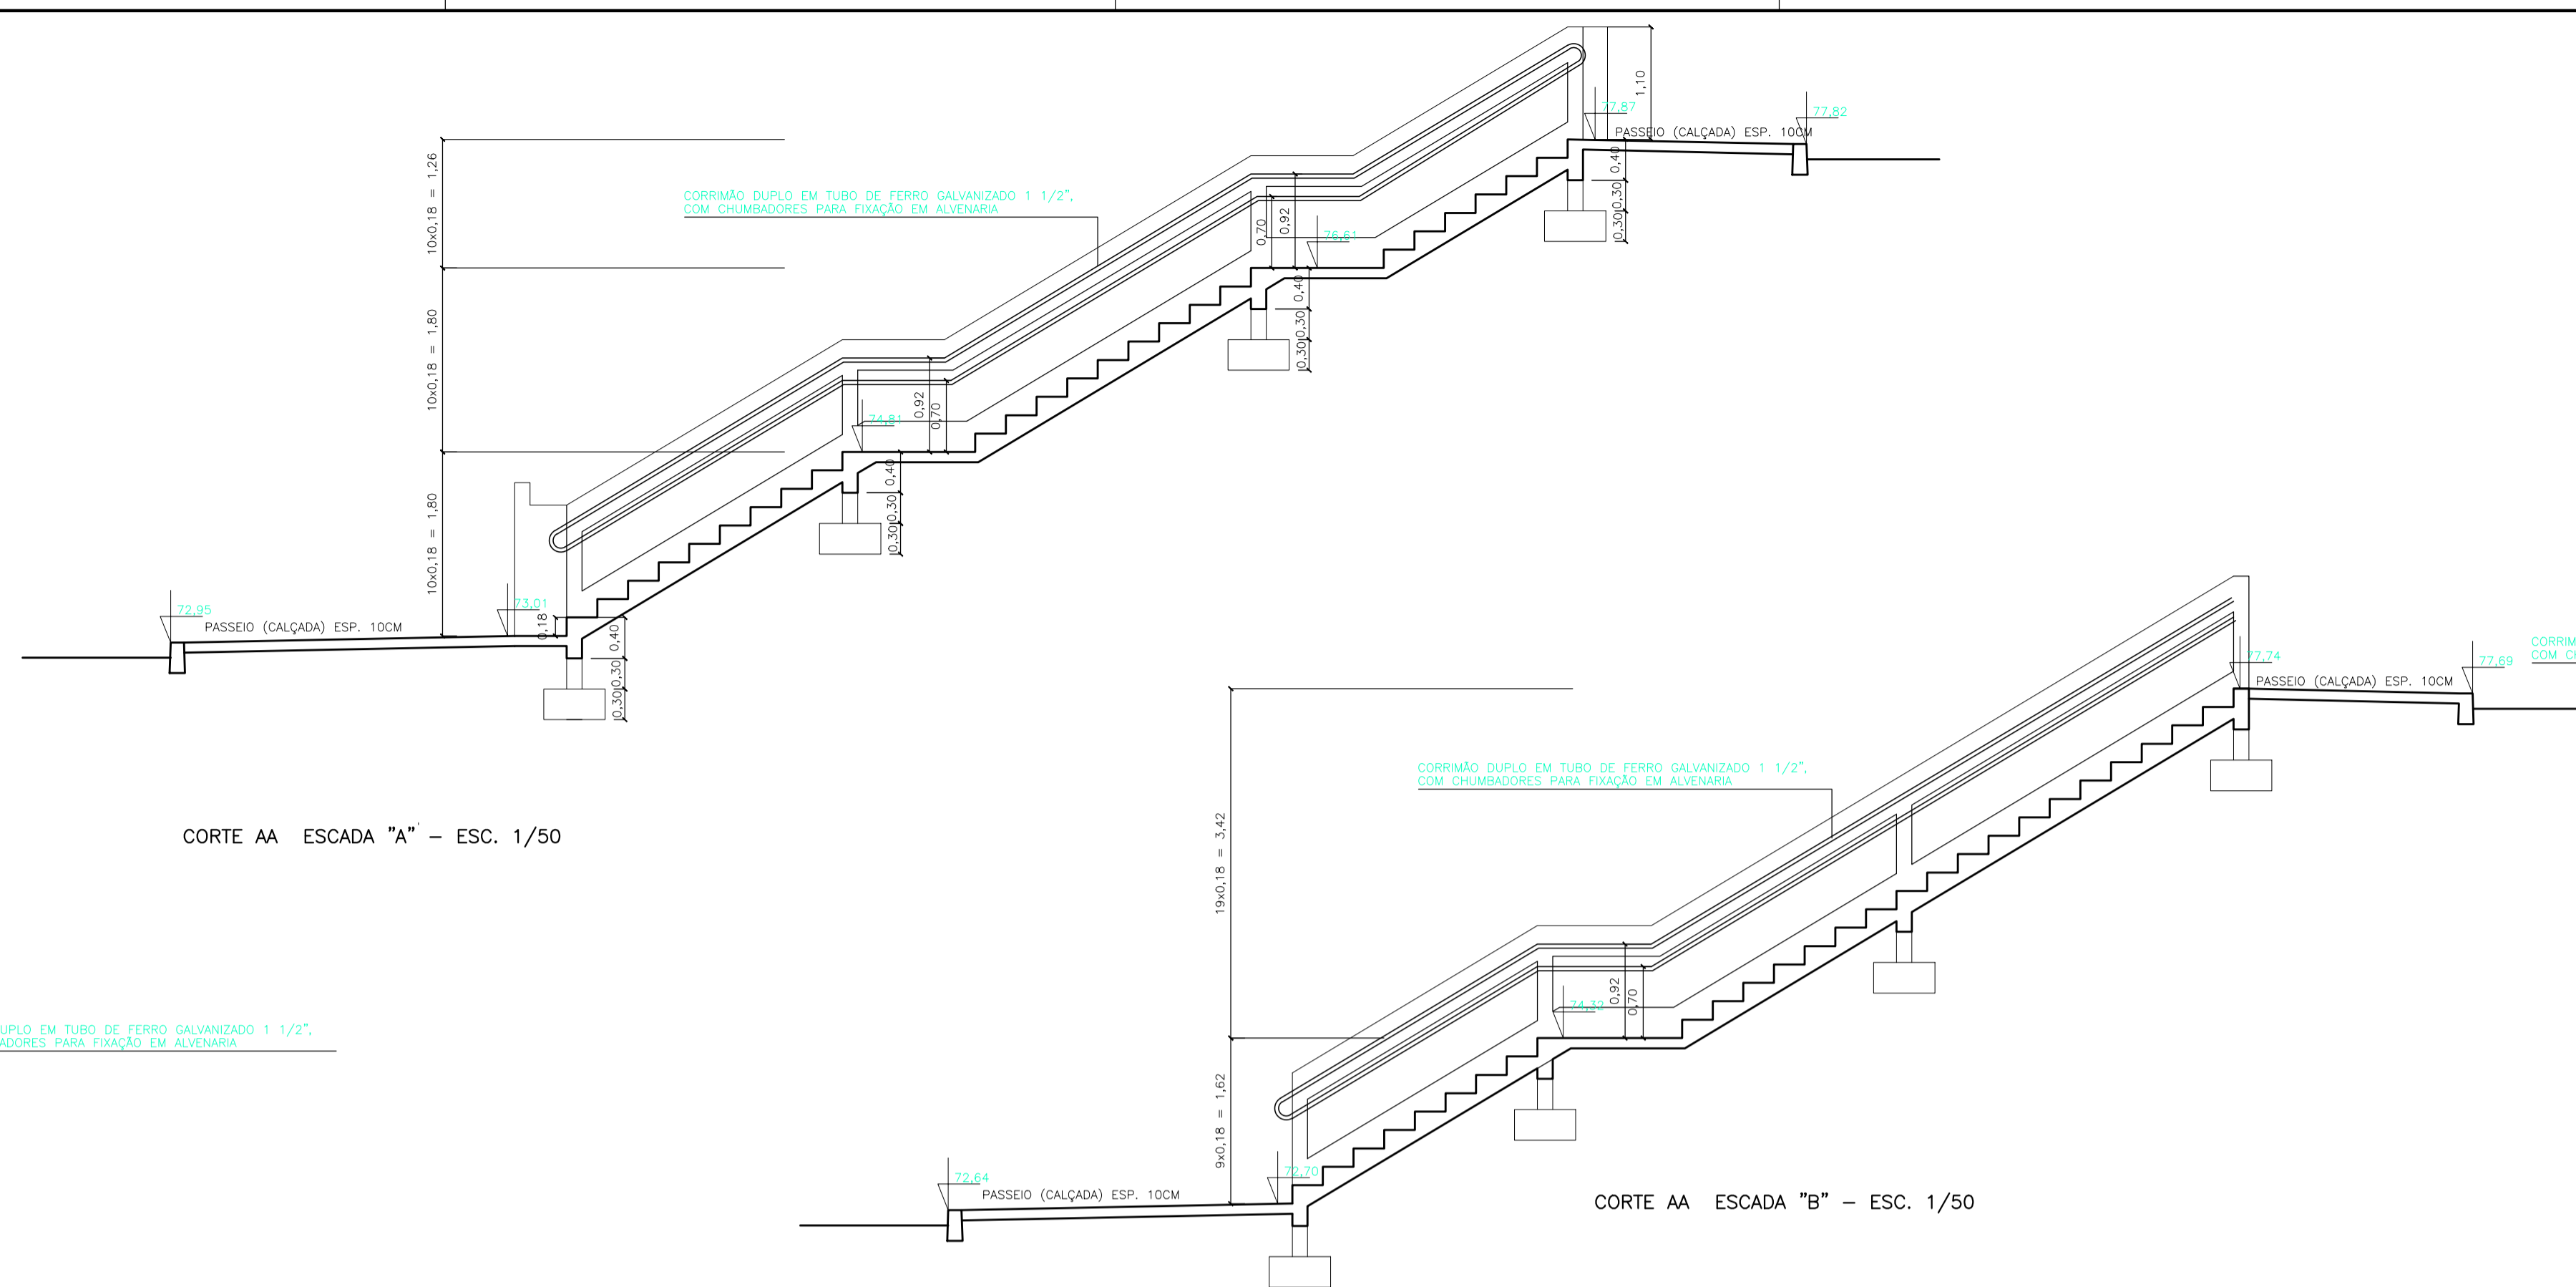 1,10
77,87
77,82
PASSEIO (CALÇADA) ESP. 10CM
0,40
0,30
0,30
10x0,18 = 1,26
CORRIMÃO DUPLO EM TUBO DE FERRO GALVANIZADO 1 1/2",
COM CHUMBADORES PARA FIXAÇÃO EM ALVENARIA
0,70
0,92
76,61
0,40
0,30
0,30
10x0,18 = 1,80
0,92
0,70
74,81
0,40
0,30
0,30
10x0,18 = 1,80
72,95
PASSEIO (CALÇADA) ESP. 10CM
73,01
0,18
0,40
0,30
0,30
CORTE AA ESCADA "A" – ESC. 1/50
77,74
77,69
PASSEIO (CALÇADA) ESP. 10CM
CORRIM
COM C
CORRIMÃO DUPLO EM TUBO DE FERRO GALVANIZADO 1 1/2",
COM CHUMBADORES PARA FIXAÇÃO EM ALVENARIA
19x0,18 = 3,42
0,92
0,70
74,32
UPLO EM TUBO DE FERRO GALVANIZADO 1 1/2",
ADORES PARA FIXAÇÃO EM ALVENARIA
9x0,18 = 1,62
72,64
PASSEIO (CALÇADA) ESP. 10CM
72,70
CORTE AA ESCADA "B" – ESC. 1/50